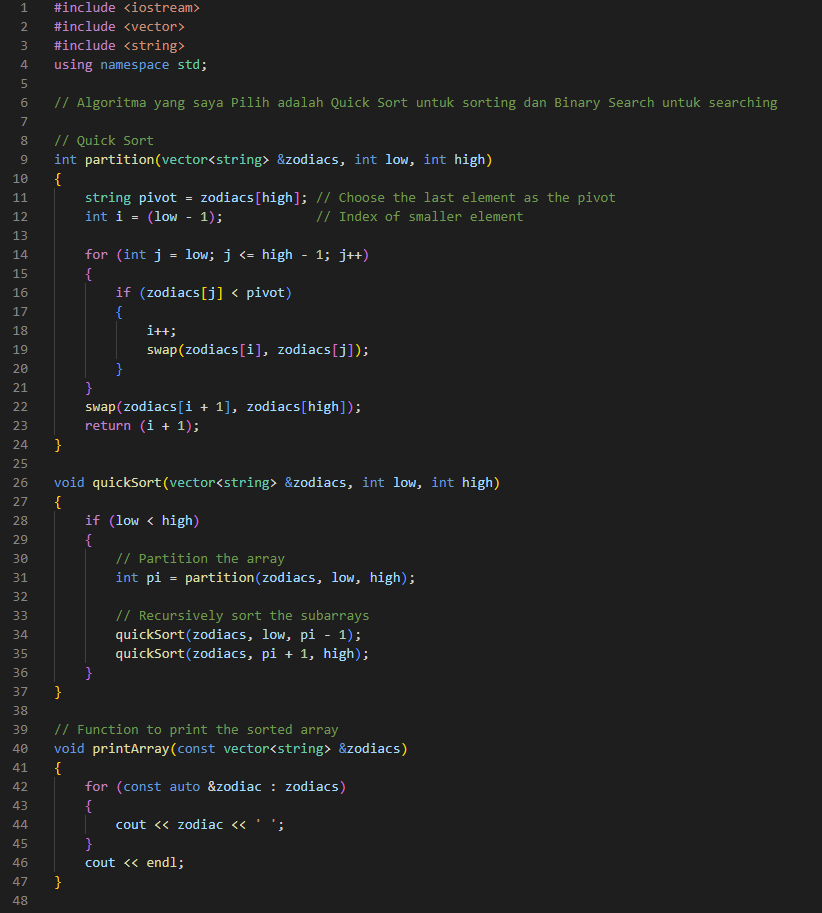 1 #include <iostream>
2 #include <vector>
3 #include <string>
4 using namespace std;
5
6 // Algoritma yang saya Pilih adalah Quick Sort untuk sorting dan Binary Search untuk searching
7
8 // Quick Sort
9 int partition(vector<string> &zodiacs, int low, int high)
10 {
11     string pivot = zodiacs[high]; // Choose the last element as the pivot
12     int i = (low - 1);            // Index of smaller element
13
14     for (int j = low; j <= high - 1; j++)
15     {
16         if (zodiacs[j] < pivot)
17         {
18             i++;
19             swap(zodiacs[i], zodiacs[j]);
20         }
21     }
22     swap(zodiacs[i + 1], zodiacs[high]);
23     return (i + 1);
24 }
25
26 void quickSort(vector<string> &zodiacs, int low, int high)
27 {
28     if (low < high)
29     {
30         // Partition the array
31         int pi = partition(zodiacs, low, high);
32
33         // Recursively sort the subarrays
34         quickSort(zodiacs, low, pi - 1);
35         quickSort(zodiacs, pi + 1, high);
36     }
37 }
38
39 // Function to print the sorted array
40 void printArray(const vector<string> &zodiacs)
41 {
42     for (const auto &zodiac : zodiacs)
43     {
44         cout << zodiac << ' ';
45     }
46     cout << endl;
47 }
48